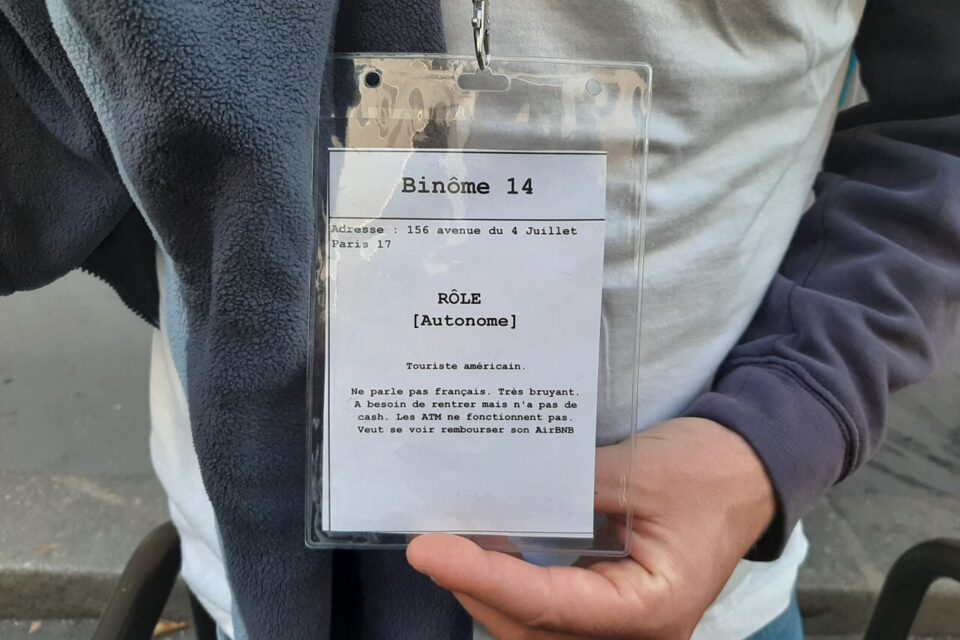 Binôme 14
Adresse : 156 avenue du 4 Juillet
Paris 17
RÔLE
[Autonome]
Touriste américain.
Ne parle pas français. Très bruyant.
A besoin de rentrer mais n'a pas de
cash. Les ATM ne fonctionnent pas.
Veut se voir rembourser son AirBNB